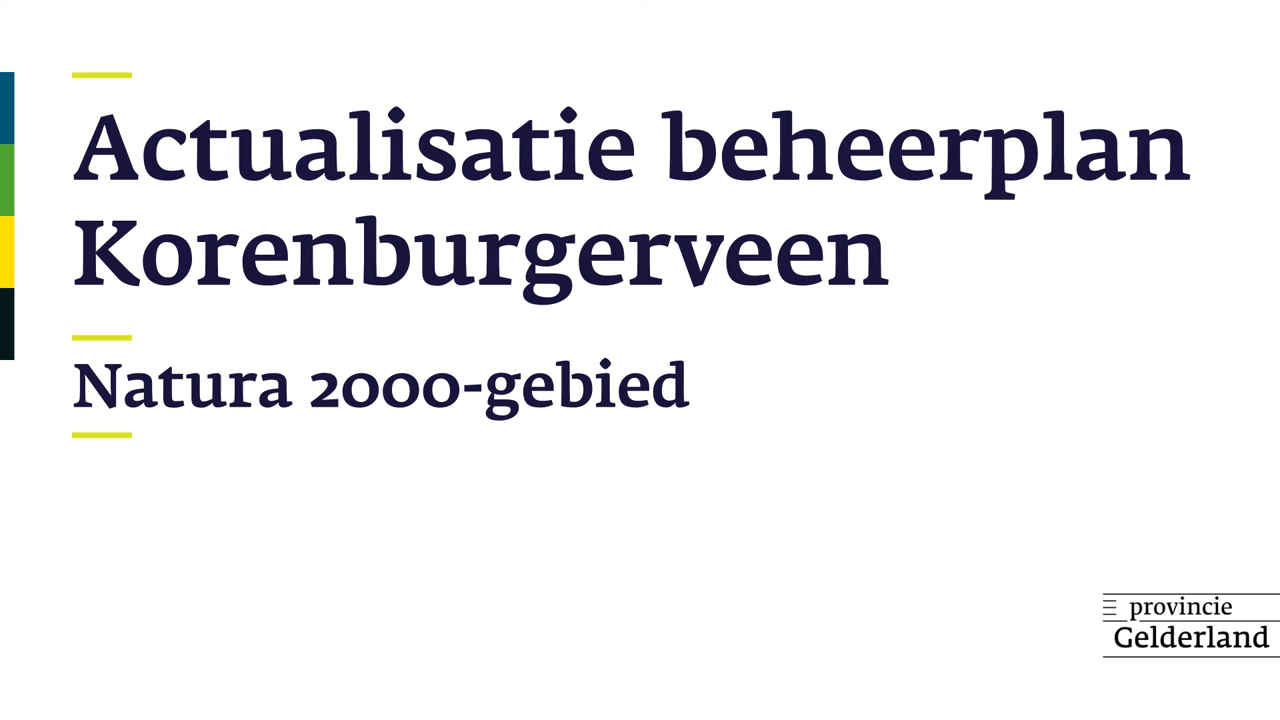 Actualisatie beheerplan
Korenburgerveen
Natura 2000-gebied
provincie
Gelderland